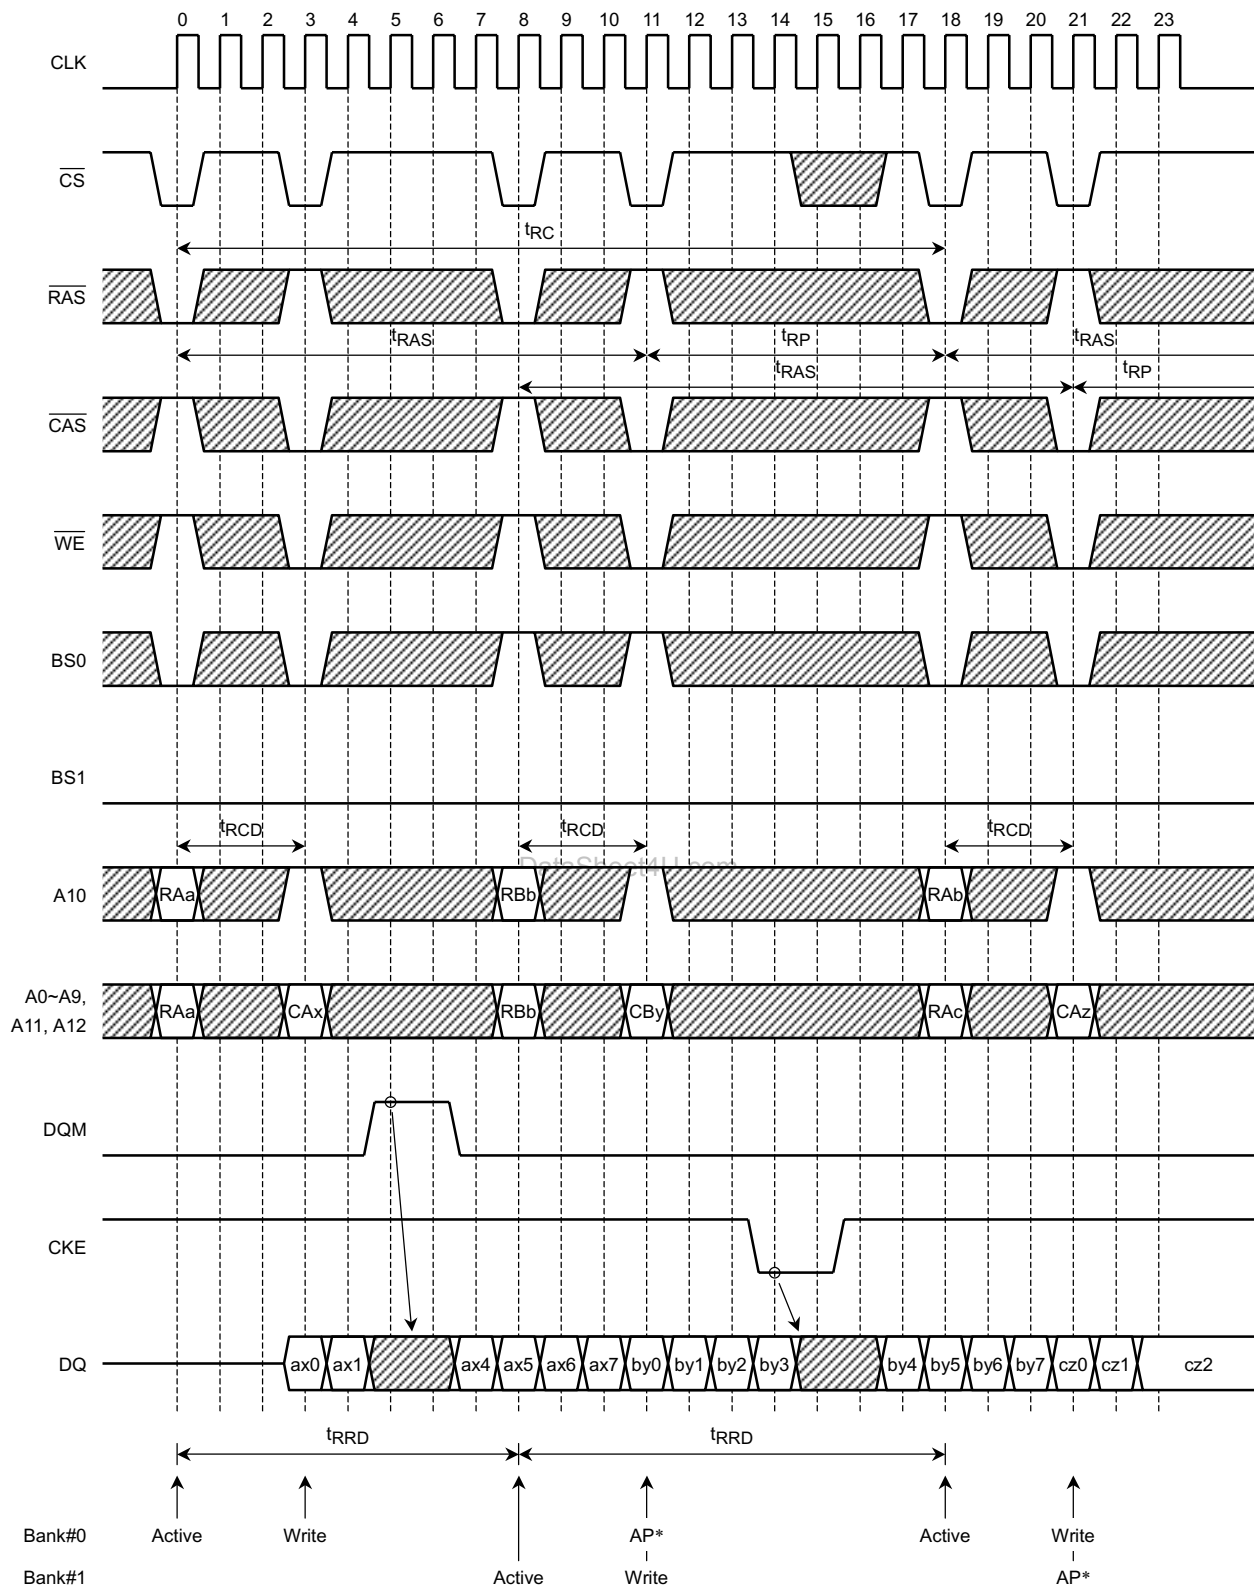 0 1 2 3 4 5 6 7 8 9 10 11 12 13 14 15 16 17 18 19 20 21 22 23
CLK
CS
tRC
RAS
tRAS tRP tRAS
tRAS tRP
CAS
WE
BS0
BS1
tRCD tRCD tRCD
DataSheet4U.com
A10 RAa RBb RAb
A0~A9,
A11, A12
RAa CAx RBb CBy RAc CAz
DQM
CKE
DQ ax0 ax1 ax4 ax5 ax6 ax7 by0 by1 by2 by3 by4 by5 by6 by7 cz0 cz1 cz2
tRRD tRRD
Bank#0 Active Write AP* Active Write
Bank#1 Active Write AP*